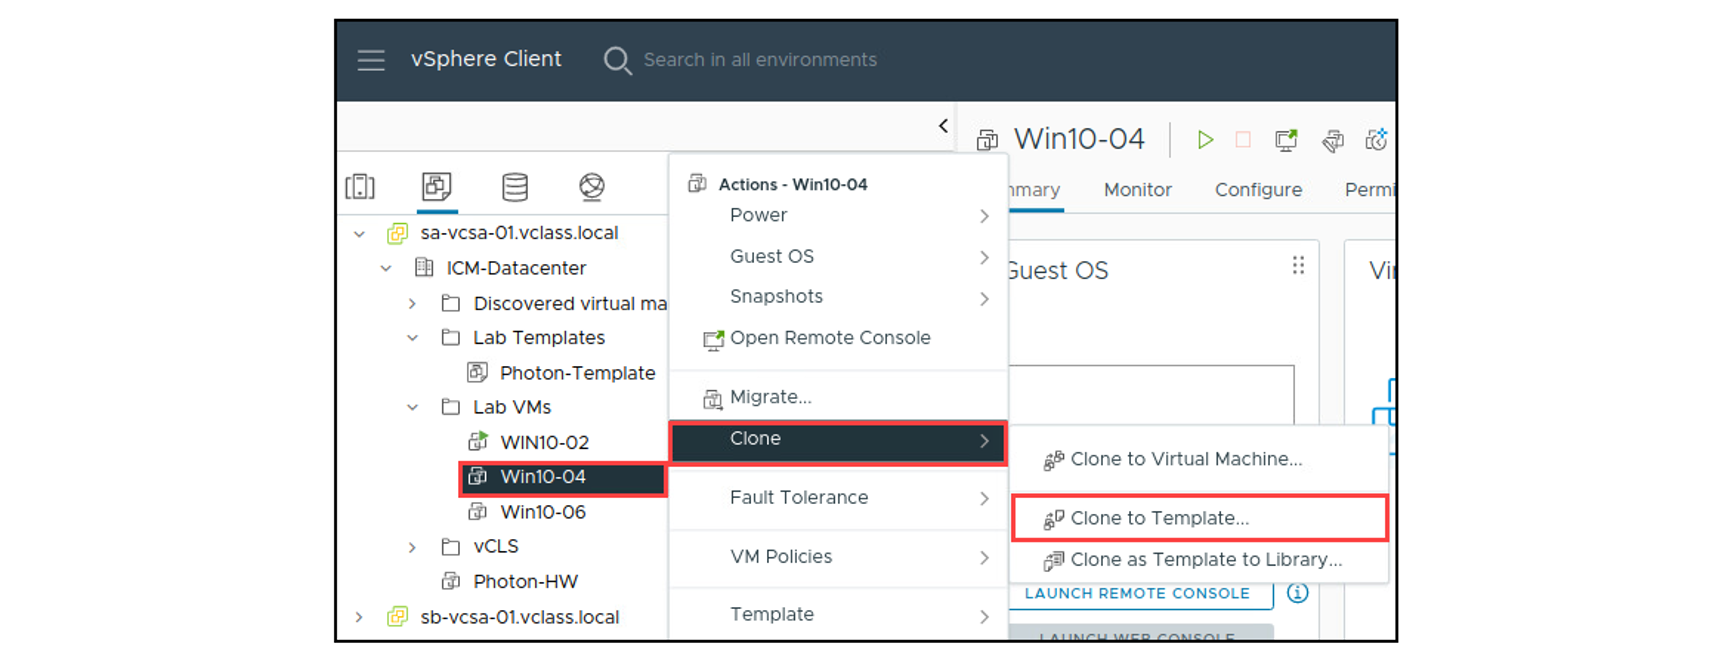 vSphere Client
Search in all environments
Win10-04
Monitor
Configure
sa-vcsa-01.vclass.local
ICM-Datacenter
Discovered virtual
Lab Templates
Photon-Template
Lab VMs
WIN10-02
Win10-04
Win10-06
vCLS
Photon-HW
sb-vcsa-01.vclass.local
Actions - Win10-04
Power
Guest OS
Snapshots
Open Remote Console
Migrate...
Clone
Fault Tolerance
VM Policies
Template
Guest OS
Clone to Virtual Machine...
Clone to Template...
Clone as Template to Library...
LAUNCH REMOTE CONSOLE
LAUNCH WEB CONSOLE